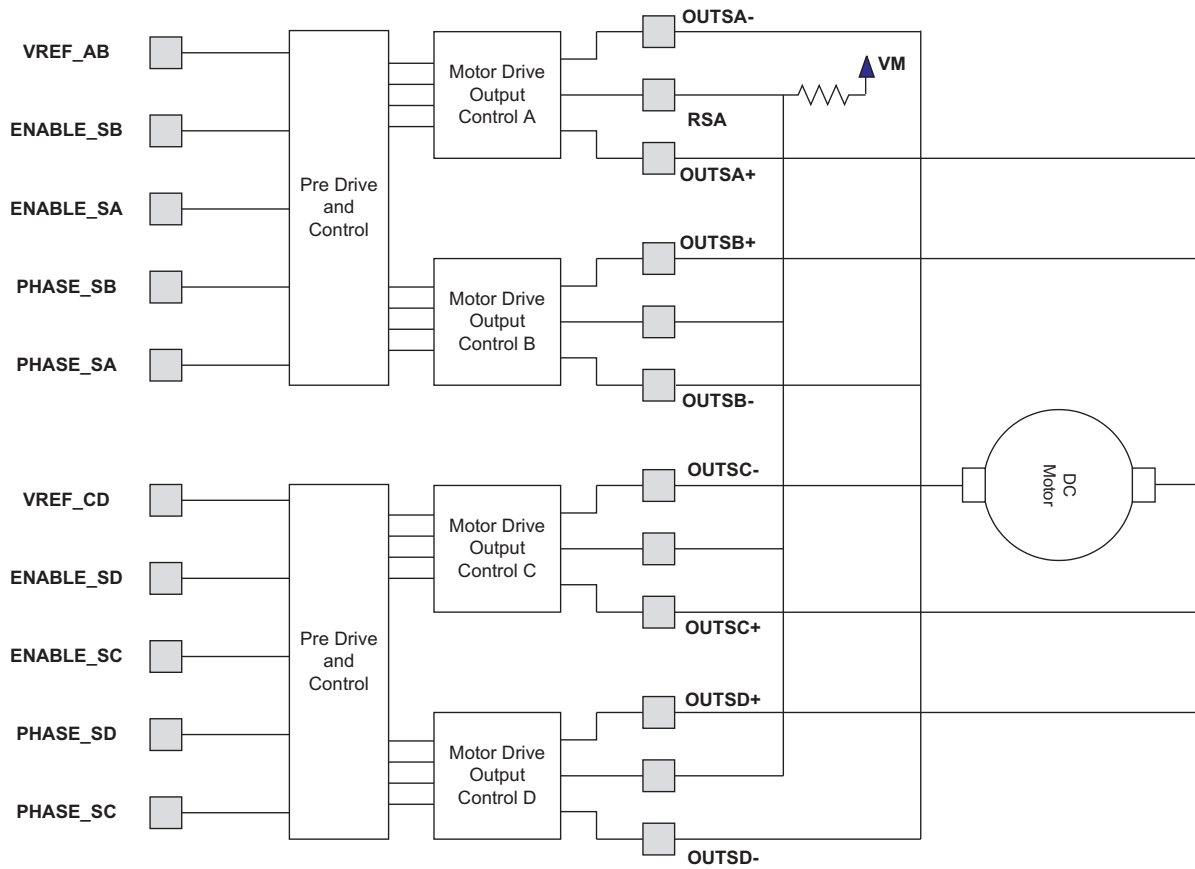 VREF_AB
ENABLE_SB
ENABLE_SA
PHASE_SB
PHASE_SA
Pre Drive
and
Control
Motor Drive
Output
Control A
OUTSA-
RSA
VM
OUTSA+
Motor Drive
Output
Control B
OUTSB+
OUTSB-
VREF_CD
ENABLE_SD
ENABLE_SC
PHASE_SD
PHASE_SC
Pre Drive
and
Control
Motor Drive
Output
Control C
OUTSC-
OUTSC+
DC
Motor
Motor Drive
Output
Control D
OUTSD+
OUTSD-